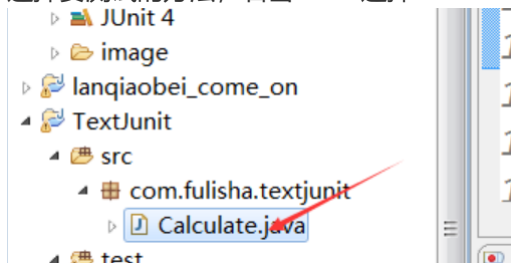 JUnit 4
image
lanqiaobei_come_on
TextJunit
src
com.fulisha.textjunit
Calculate.java
test